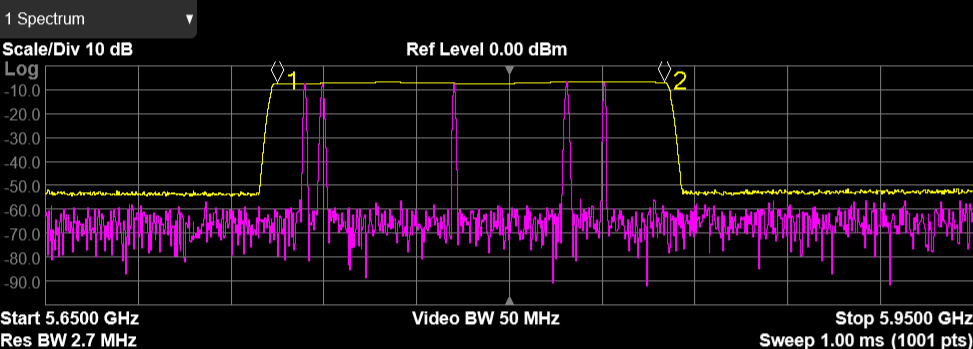 1 Spectrum
Scale/Div 10 dB Ref Level 0.00 dBm
Log
1 2
-10.0
-20.0
-30.0
-40.0
-50.0
-60.0
-70.0
-80.0
-90.0
Start 5.6500 GHz Video BW 50 MHz Stop 5.9500 GHz
Res BW 2.7 MHz Sweep 1.00 ms (1001 pts)